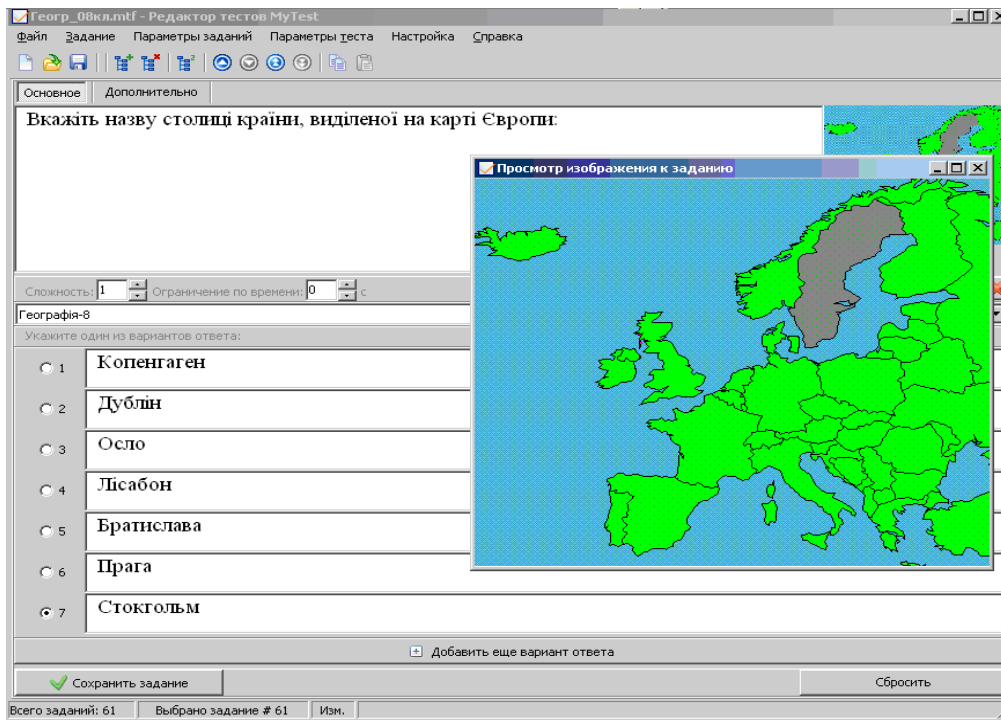 Геогр_08кл.mtf - Редактор тестов MyTest
Файл Задание Параметры заданий Параметры теста Настройка Справка
Основное Дополнительно
Вкажіть назву столиці країни, виділеної на карті Європи:
Просмотр изображения к заданию
Сложность: 1 Ограничение по времени: 0 с
Географія-8
Укажите один из вариантов ответа:
1 Копенгаген
2 Дублін
3 Осло
4 Лісабон
5 Братислава
6 Прага
7 Стокгольм
Добавить еще вариант ответа
Сохранить задание Сбросить
Всего заданий: 61 Выбрано задание # 61 Изм.